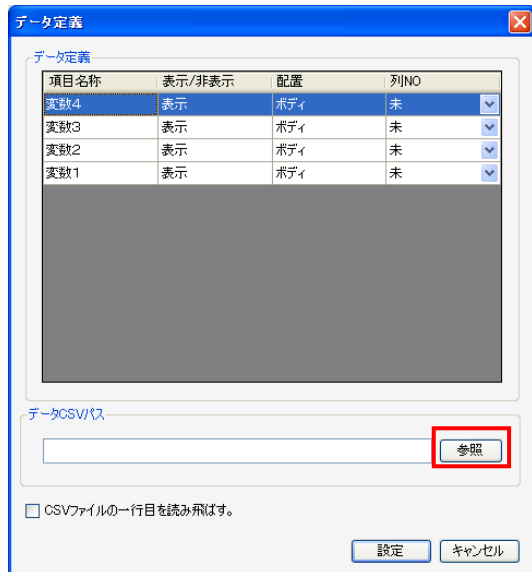 データ定義
データ定義
項目名称 表示/非表示 配置 列NO
変数4 表示 ボディ 未
変数3 表示 ボディ 未
変数2 表示 ボディ 未
変数1 表示 ボディ 未
データCSVパス
参照
CSVファイルの一行目を読み飛ばす。
設定 キャンセル